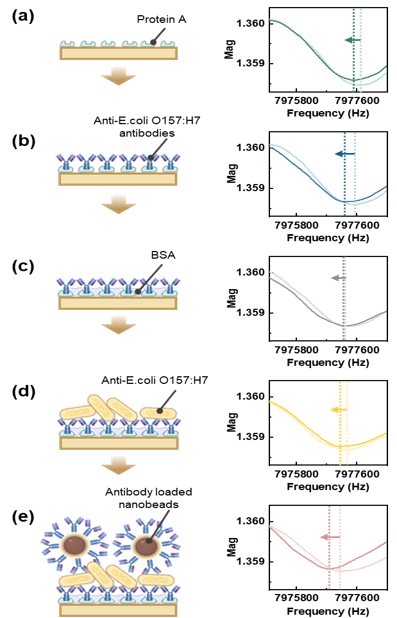 (a)
Protein A
Mag
1.360
1.359
7975800 7977600
Frequency (Hz)
(b)
Anti-E.coli O157:H7
antibodies
Mag
1.360
1.359
7975800 7977600
Frequency (Hz)
(c)
BSA
Mag
1.360
1.359
7975800 7977600
Frequency (Hz)
(d)
Anti-E.coli O157:H7
Mag
1.360
1.359
7975800 7977600
Frequency (Hz)
(e)
Antibody loaded
nanobeads
Mag
1.360
1.359
7975800 7977600
Frequency (Hz)